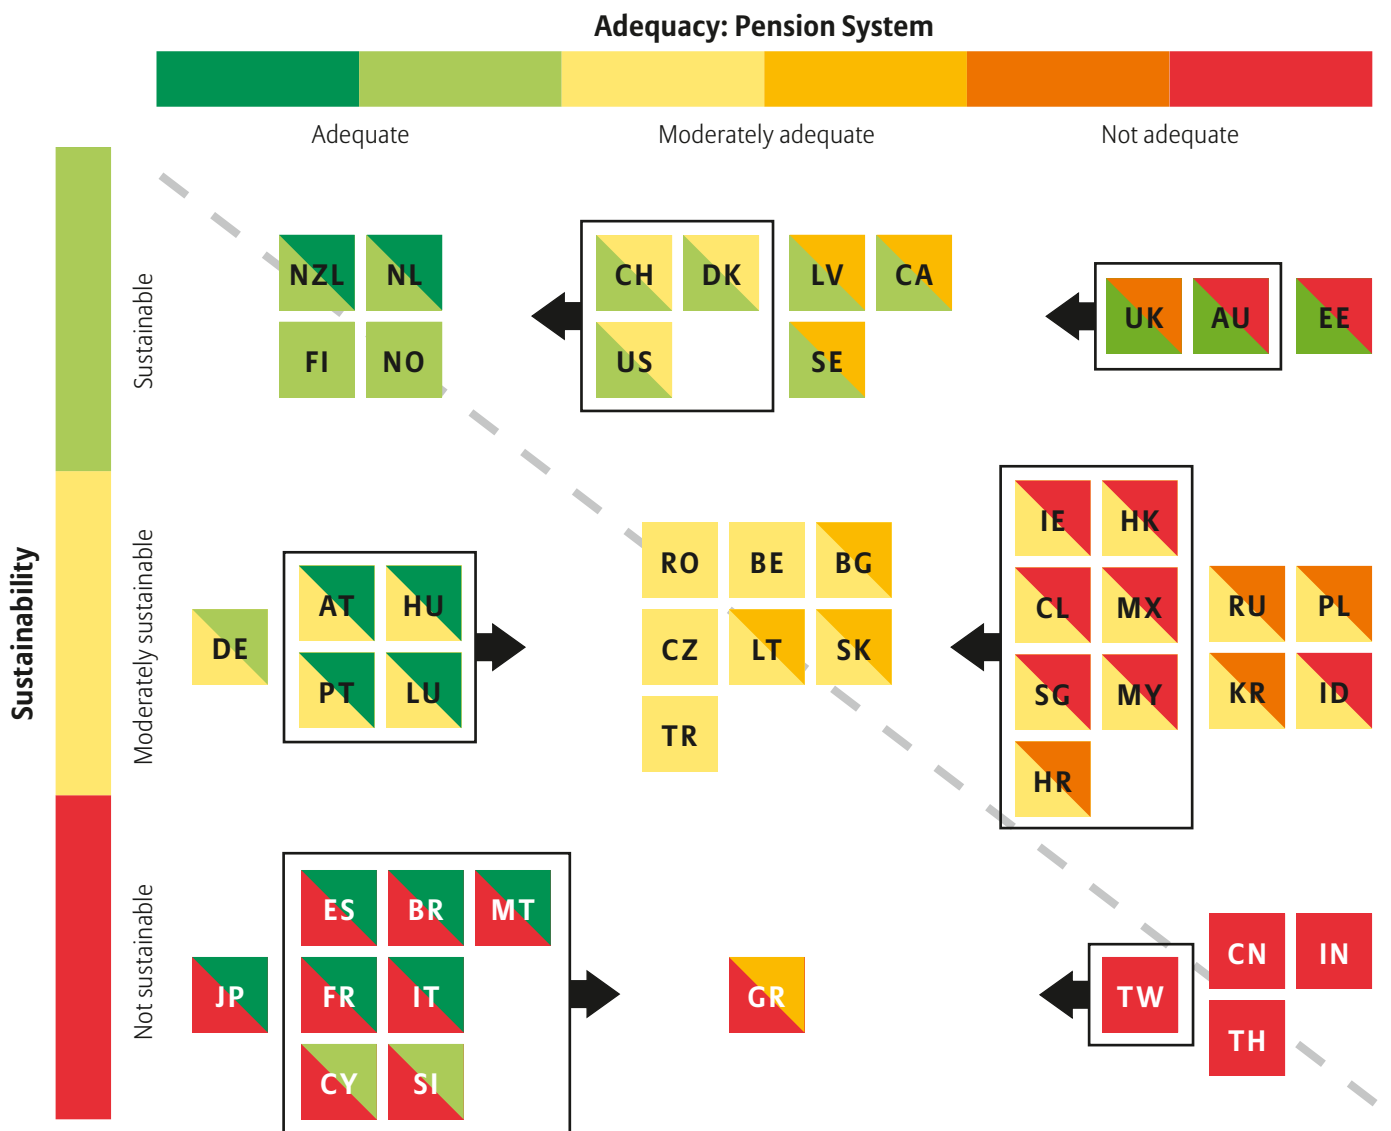 Adequacy: Pension System
Adequate Moderately adequate Not adequate
Sustainability
Sustainable
NZL NL CH DK LV CA UK AU EE
FI NO US SE
Moderately sustainable
IE HK
RO BE BG
AT HU CL MX RU PL
DE CZ LT SK
PT LU SG MY KR ID
TR
HR
Not sustainable
ES BR MT
CN IN
JP FR IT GR TW
TH
CY SI